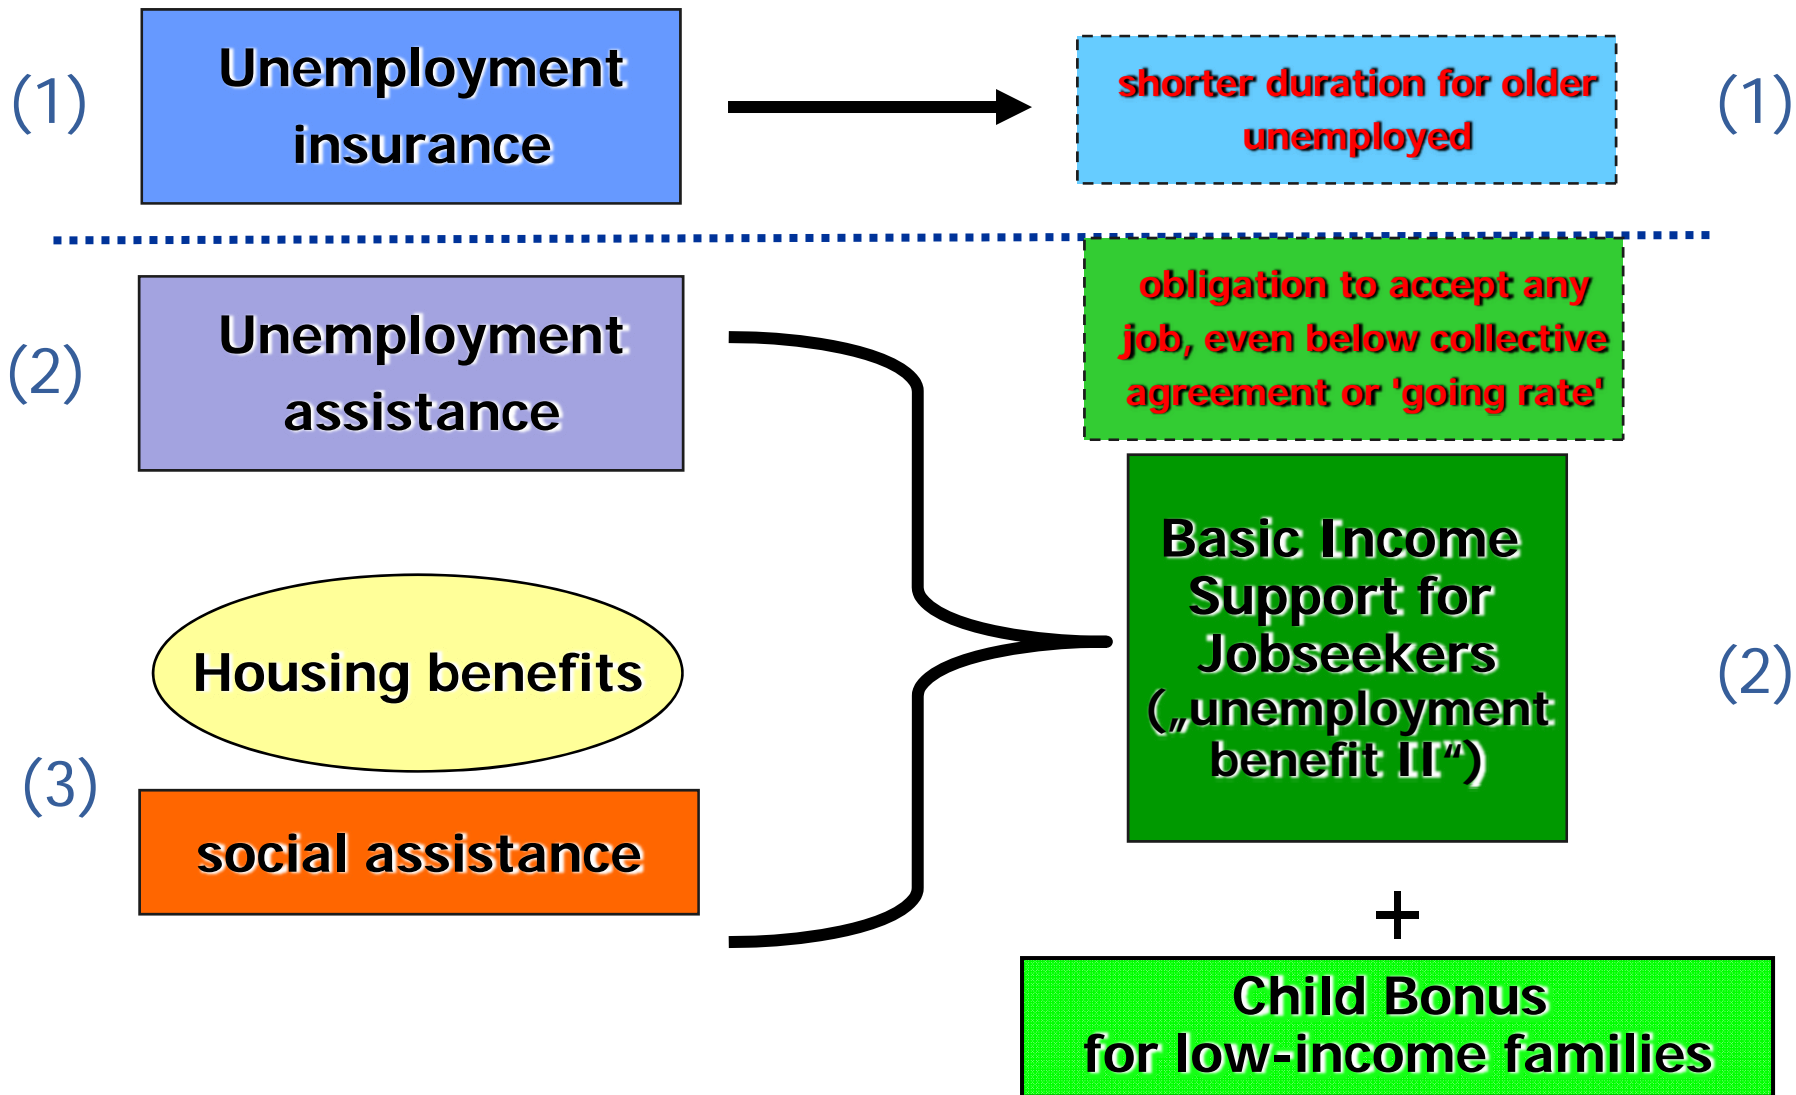 (1)
Unemployment
insurance
shorter duration for older
unemployed
(1)
(2)
Unemployment
assistance
obligation to accept any
job, even below collective
agreement or 'going rate'
Housing benefits
(3)
social assistance
Basic Income
Support for
Jobseekers
(„unemployment
benefit II“)
(2)
+
Child Bonus
for low-income families